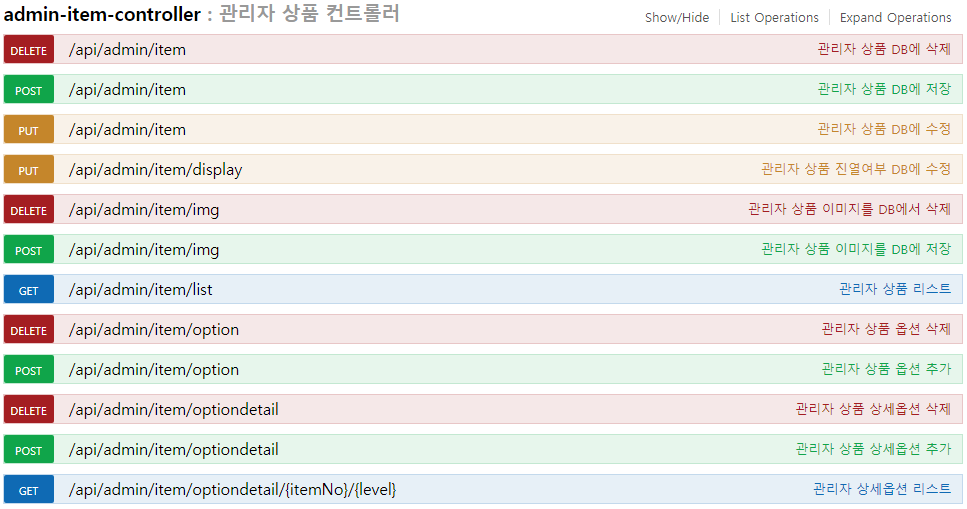 admin-item-controller : 관리자 상품 컨트롤러 Show/Hide List Operations Expand Operations
DELETE /api/admin/item 관리자 상품 DB에 삭제
POST /api/admin/item 관리자 상품 DB에 저장
PUT /api/admin/item 관리자 상품 DB에 수정
PUT /api/admin/item/display 관리자 상품 진열여부 DB에 수정
DELETE /api/admin/item/img 관리자 상품 이미지를 DB에서 삭제
POST /api/admin/item/img 관리자 상품 이미지를 DB에 저장
GET /api/admin/item/list 관리자 상품 리스트
DELETE /api/admin/item/option 관리자 상품 옵션 삭제
POST /api/admin/item/option 관리자 상품 옵션 추가
DELETE /api/admin/item/optiondetail 관리자 상품 상세옵션 삭제
POST /api/admin/item/optiondetail 관리자 상품 상세옵션 추가
GET /api/admin/item/optiondetail/{itemNo}/{level} 관리자 상세옵션 리스트